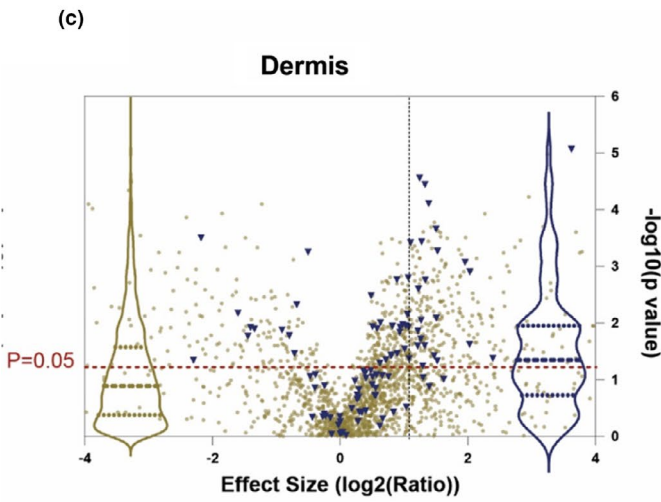 (c)
Dermis
6
5
4
3
2
1
0
-log10(p value)
P=0.05
-4
-2
0
2
4
Effect Size (log2(Ratio))